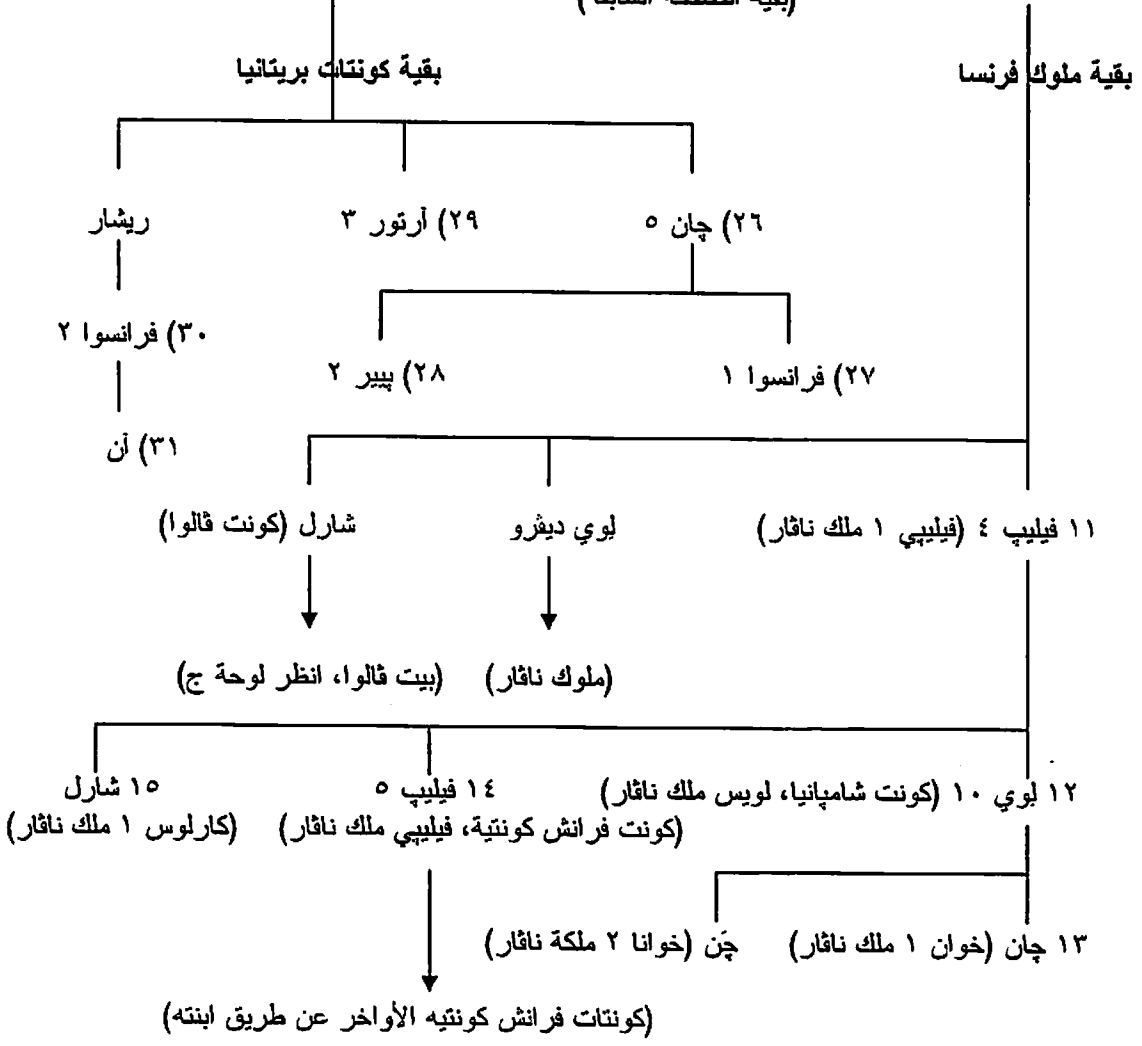 بقية ملوك فرنسا
بقية كونتات بريتانيا
٢٦) چان ٥
٢٩) آرتور ٣
ريشار
٢٧) فرانسوا ١
٢٨) پيير ٢
٣٠) فرانسوا ٢
٣١) آن
١١ فيليپ ٤ (فيليپي ١ ملك ناڤار)
لوي ديڤرو
شارل (كونت ڤالوا)
(ملوك ناڤار)
(بيت ڤالوا، انظر لوحة ج)
١٢ لوي ١٠ (كونت شامپانيا، لويس ملك ناڤار)
١٤ فيليپ ٥
(كونت فرانش كونتية، فيليپي ملك ناڤار)
١٥ شارل
(كارلوس ١ ملك ناڤار)
١٣ چان (خوان ١ ملك ناڤار)
چَن (خوانا ٢ ملكة ناڤار)
(كونتات فرانش كونتيه الأواخر عن طريق ابنته)